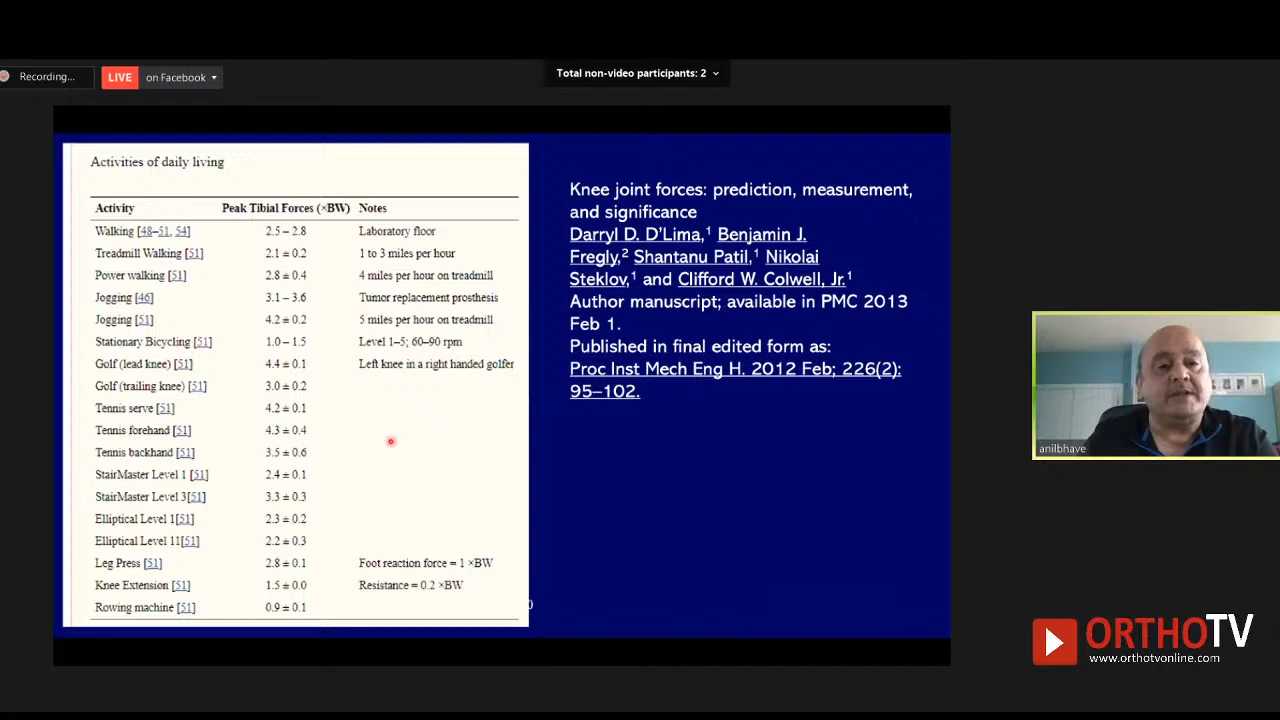 Recording...
LIVE on Facebook
Total non-video participants: 2
Activities of daily living
Activity Peak Tibial Forces (×BW) Notes
Walking [48–51, 54] 2.5 – 2.8 Laboratory floor
Treadmill Walking [51] 2.1 ± 0.2 1 to 3 miles per hour
Power walking [51] 2.8 ± 0.4 4 miles per hour on treadmill
Jogging [46] 3.1 – 3.6 Tumor replacement prosthesis
Jogging [51] 4.2 ± 0.2 5 miles per hour on treadmill
Stationary Bicycling [51] 1.0 – 1.5 Level 1–5; 60–90 rpm
Golf (lead knee) [51] 4.4 ± 0.1 Left knee in a right handed golfer
Golf (trailing knee) [51] 3.0 ± 0.2
Tennis serve [51] 4.2 ± 0.1
Tennis forehand [51] 4.3 ± 0.4
Tennis backhand [51] 3.5 ± 0.6
StairMaster Level 1 [51] 2.4 ± 0.1
StairMaster Level 3[51] 3.3 ± 0.3
Elliptical Level 1[51] 2.3 ± 0.2
Elliptical Level 11[51] 2.2 ± 0.3
Leg Press [51] 2.8 ± 0.1 Foot reaction force = 1 ×BW
Knee Extension [51] 1.5 ± 0.0 Resistance = 0.2 ×BW
Rowing machine [51] 0.9 ± 0.1
Knee joint forces: prediction, measurement,
and significance
Darryl D. D'Lima,1 Benjamin J.
Fregly,2 Shantanu Patil,1 Nikolai
Steklov,1 and Clifford W. Colwell, Jr.1
Author manuscript; available in PMC 2013
Feb 1.
Published in final edited form as:
Proc Inst Mech Eng H. 2012 Feb; 226(2):
95–102.
anilbhave
ORTHOTV
www.orthotvonline.com